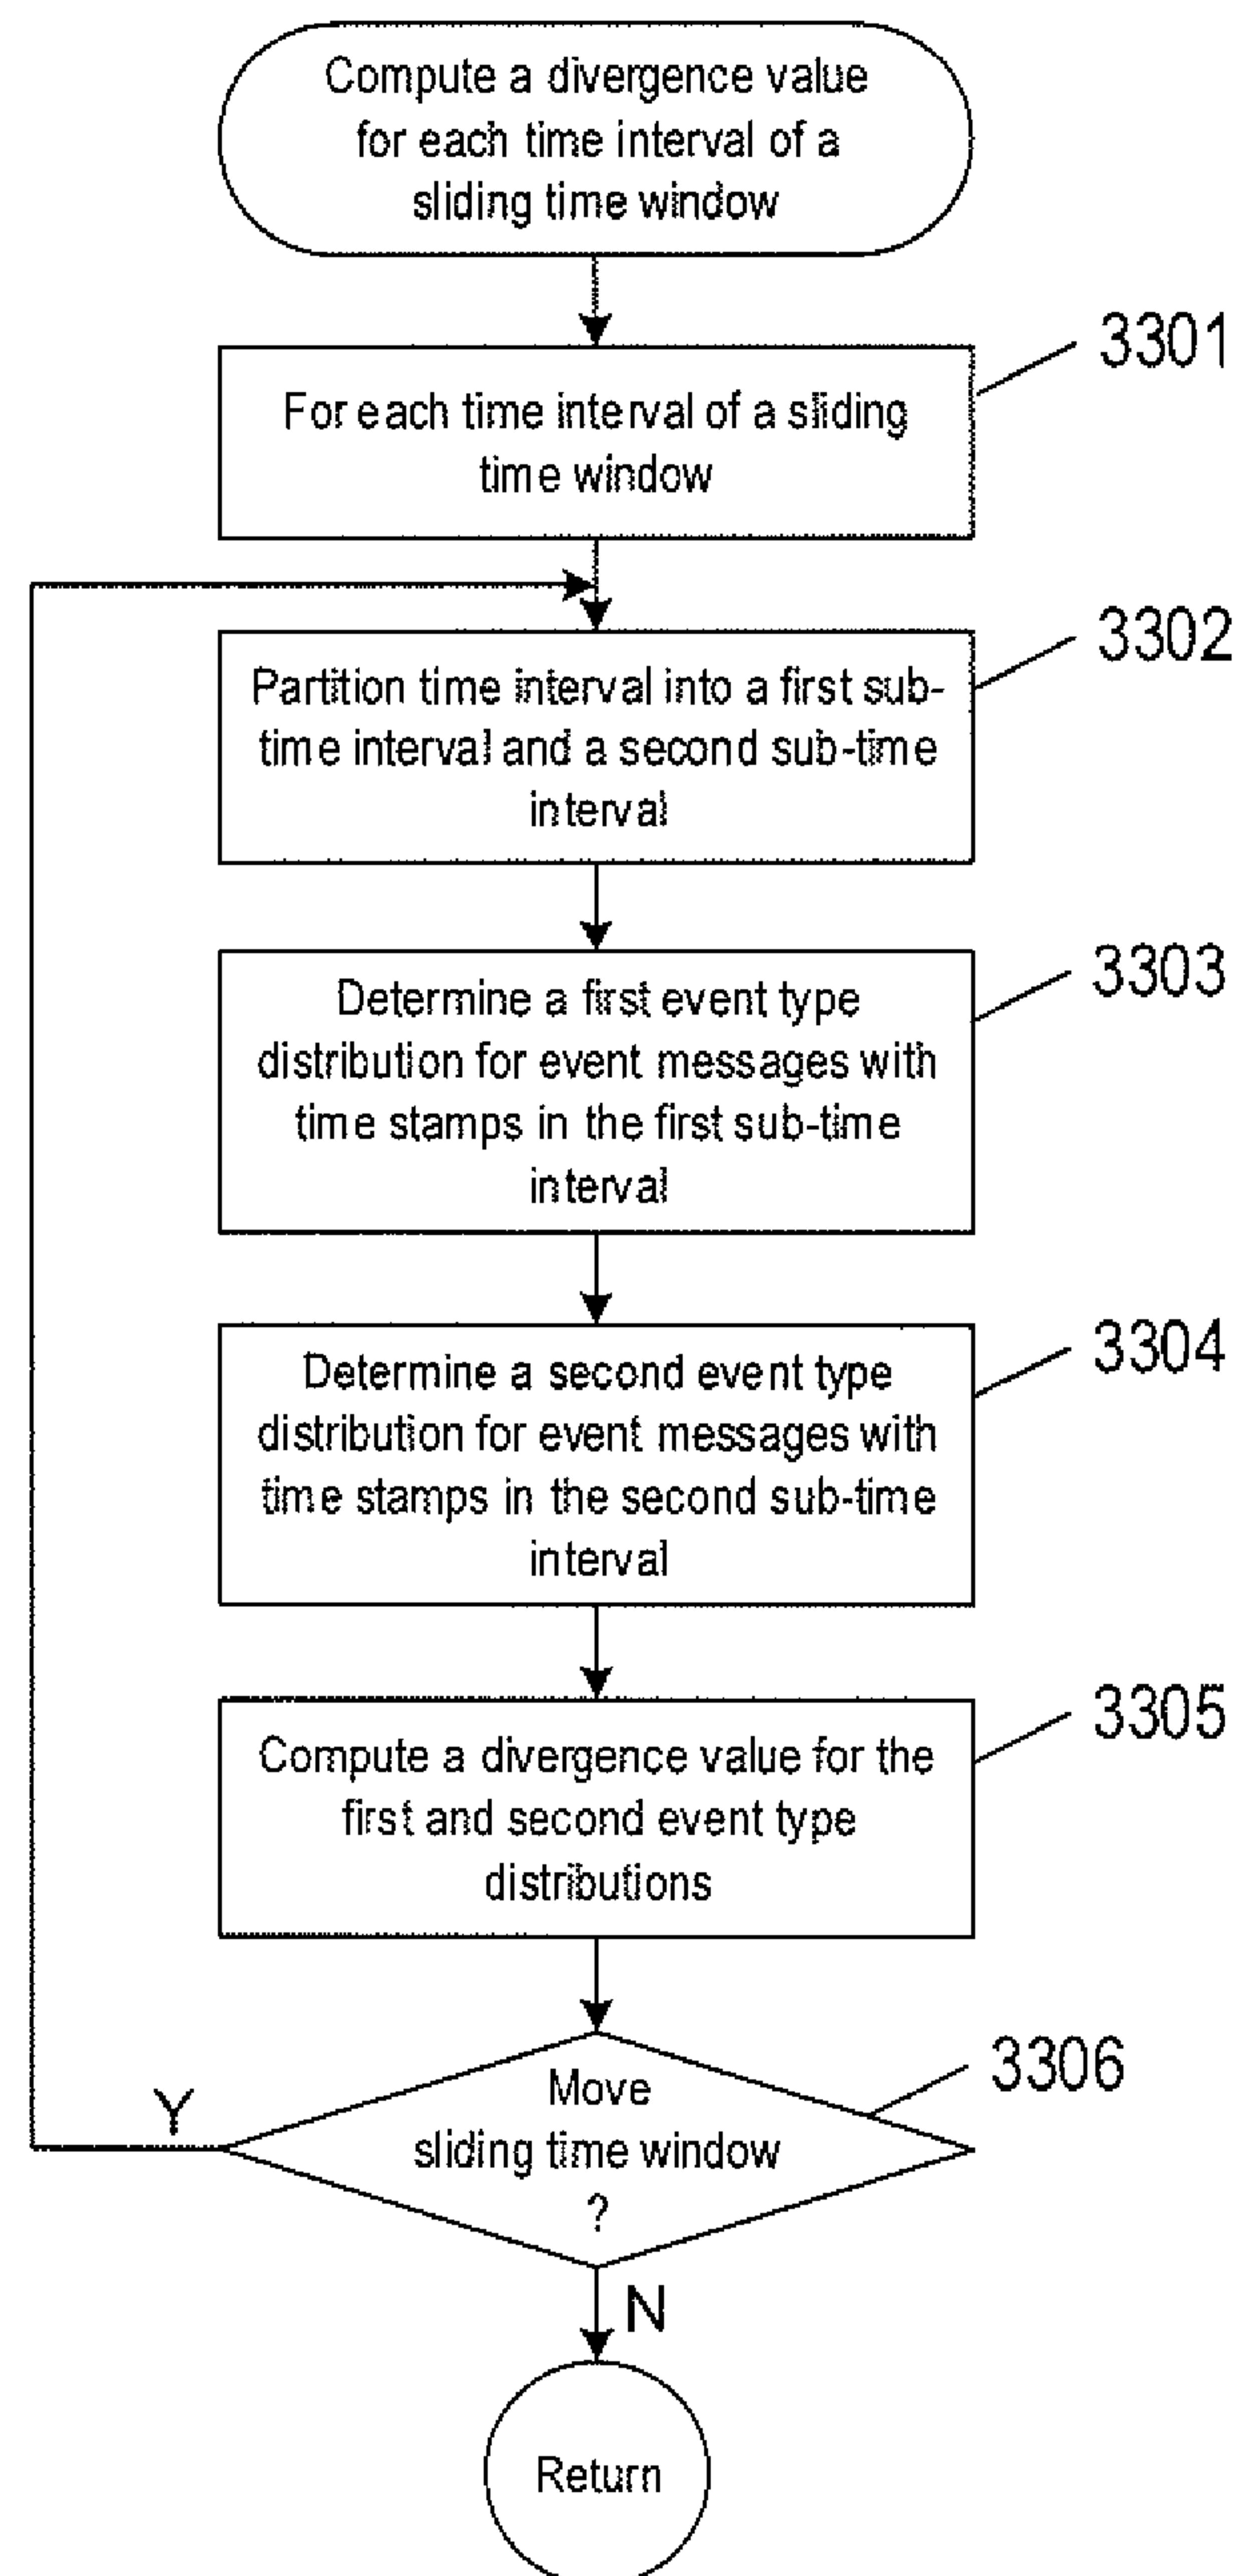 Compute a divergence value
for each time interval of a
sliding time window
3301
For each time interval of a sliding
time window
3302
Partition time interval into a first sub-
time interval and a second sub-time
interval
3303
Determine a first event type
distribution for event messages with
time stamps in the first sub-time
interval
3304
Determine a second event type
distribution for event messages with
time stamps in the second sub-time
interval
3305
Compute a divergence value for the
first and second event type
distributions
3306
Move
sliding time window
?
Y
N
Return